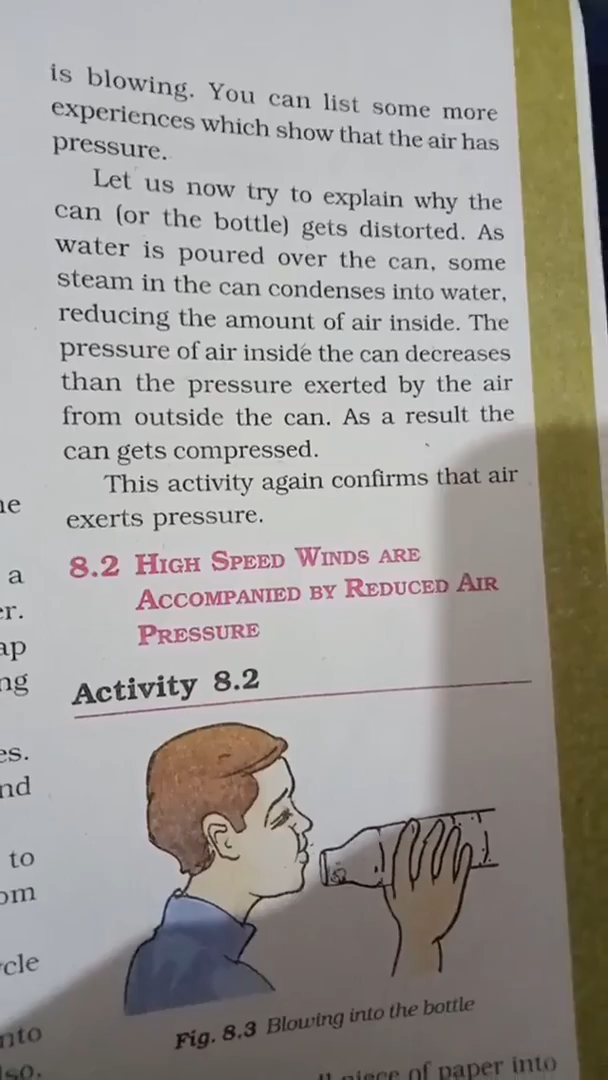 is blowing. You can list some more
experiences which show that the air has
pressure.
Let us now try to explain why the
can (or the bottle) gets distorted. As
water is poured over the can, some
steam in the can condenses into water,
reducing the amount of air inside. The
pressure of air inside the can decreases
than the pressure exerted by the air
from outside the can. As a result the
can gets compressed.
This activity again confirms that air
exerts pressure.
8.2 HIGH SPEED WINDS ARE
ACCOMPANIED BY REDUCED AIR
PRESSURE
Activity 8.2
Fig. 8.3 Blowing into the bottle
piece of paper into
a
to